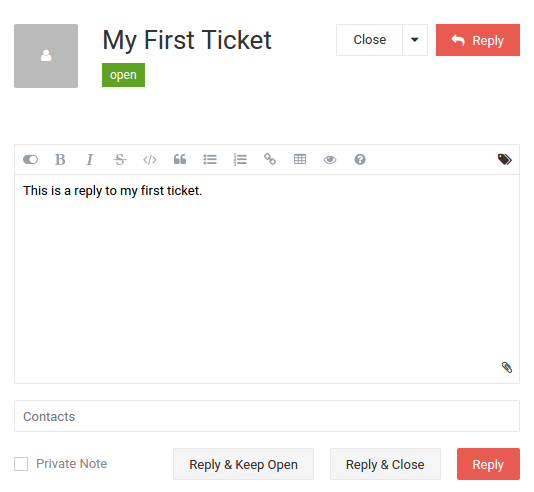 My First Ticket
Close
Reply
open
B I S
This is a reply to my first ticket.
Contacts
Private Note
Reply & Keep Open
Reply & Close
Reply